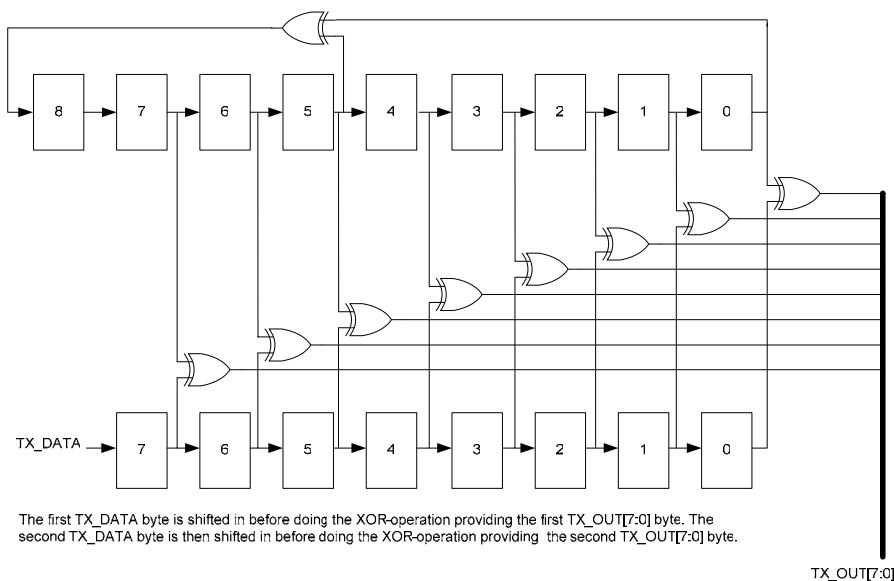 8 7 6 5 4 3 2 1 0
TX_DATA 7 6 5 4 3 2 1 0
The first TX_DATA byte is shifted in before doing the XOR-operation providing the first TX_OUT[7:0] byte. The
second TX_DATA byte is then shifted in before doing the XOR-operation providing the second TX_OUT[7:0] byte.
TX_OUT[7:0]